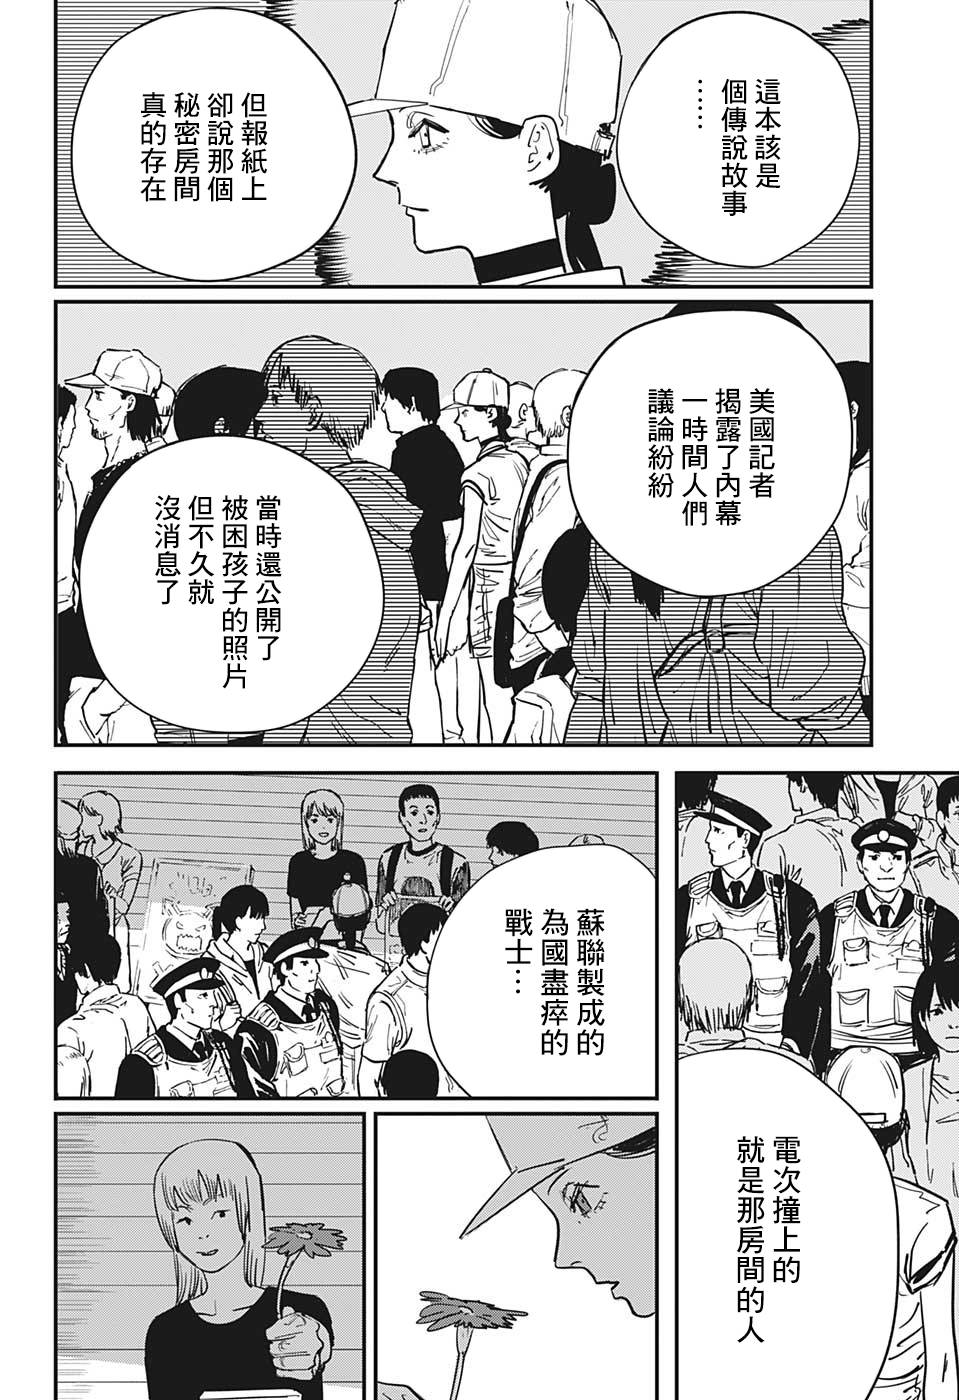 這本該是
個傳說故事
……
但報紙上
卻說那個
秘密房間
真的存在
美國記者
揭露了內幕
一時間人們
議論紛紛
當時還公開了
被困孩子的照片
但不久就
沒消息了
電次撞上的
就是那房間的人
蘇聯製成的
為國盡瘁的
戰士…